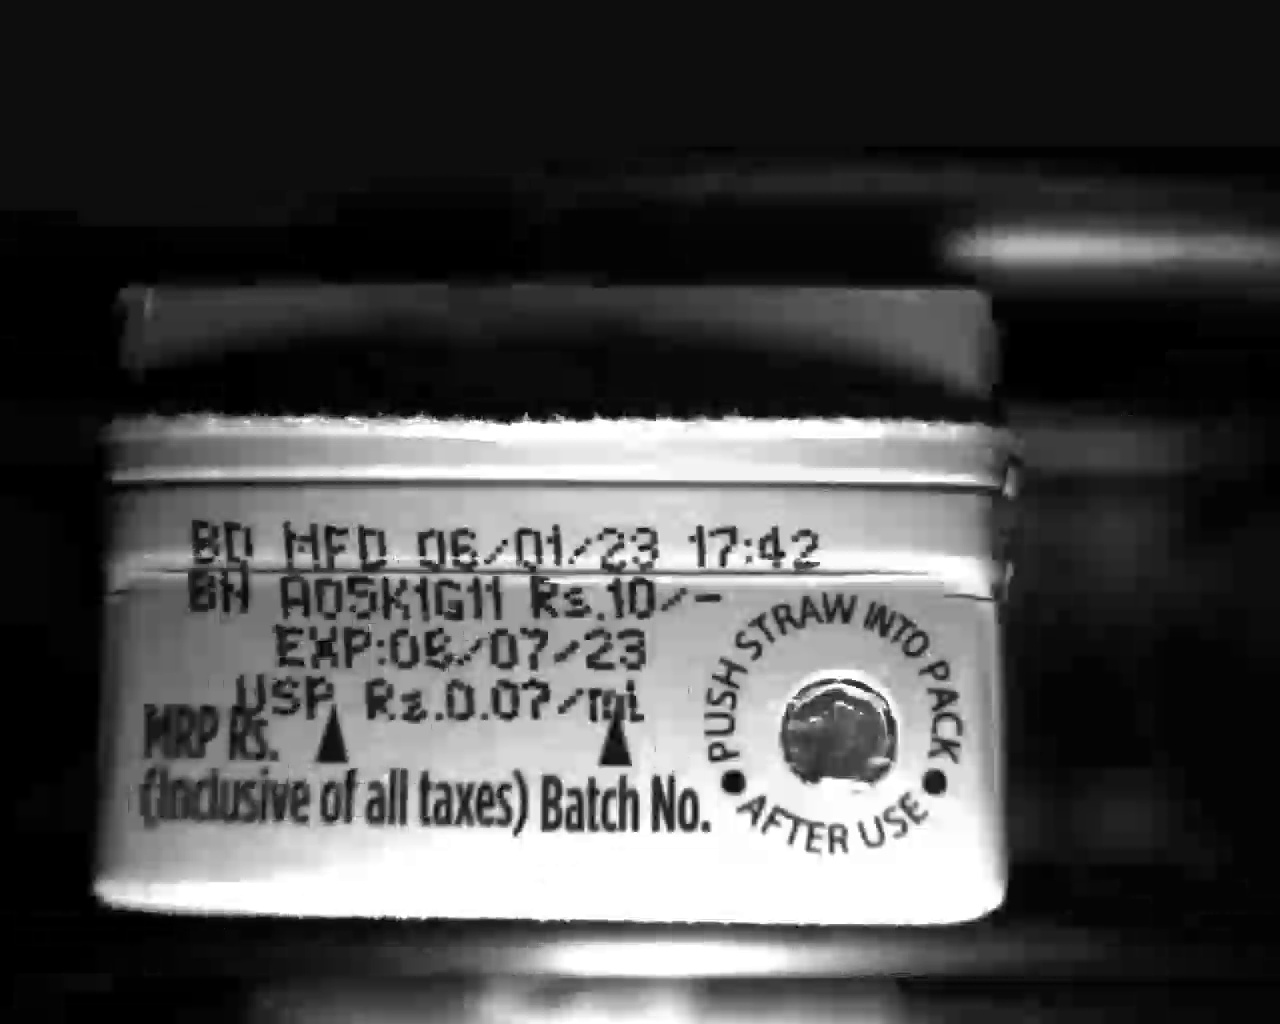 BD MFD 06/01/23 17:42
BN A05K1G11 Rs.10/-
EXP:05/07/23
USP Rs.0.07/ml
MRP Rs.
(Inclusive of all taxes) Batch No.
PUSH STRAW INTO PACK
AFTER USE